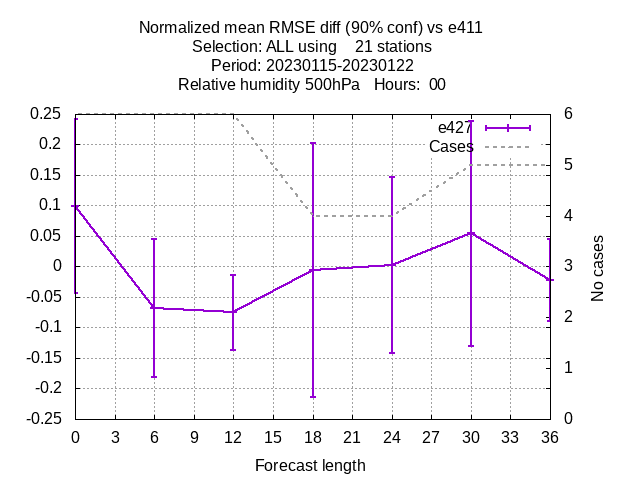 Normalized mean RMSE diff (90% conf) vs e411
Selection: ALL using    21 stations
Period: 20230115-20230122
Relative humidity 500hPa   Hours:  00
0.25
0.2
0.15
0.1
0.05
0
-0.05
-0.1
-0.15
-0.2
-0.25
e427
Cases
6
5
4
3
2
1
0
No cases
0 3 6 9 12 15 18 21 24 27 30 33 36
Forecast length